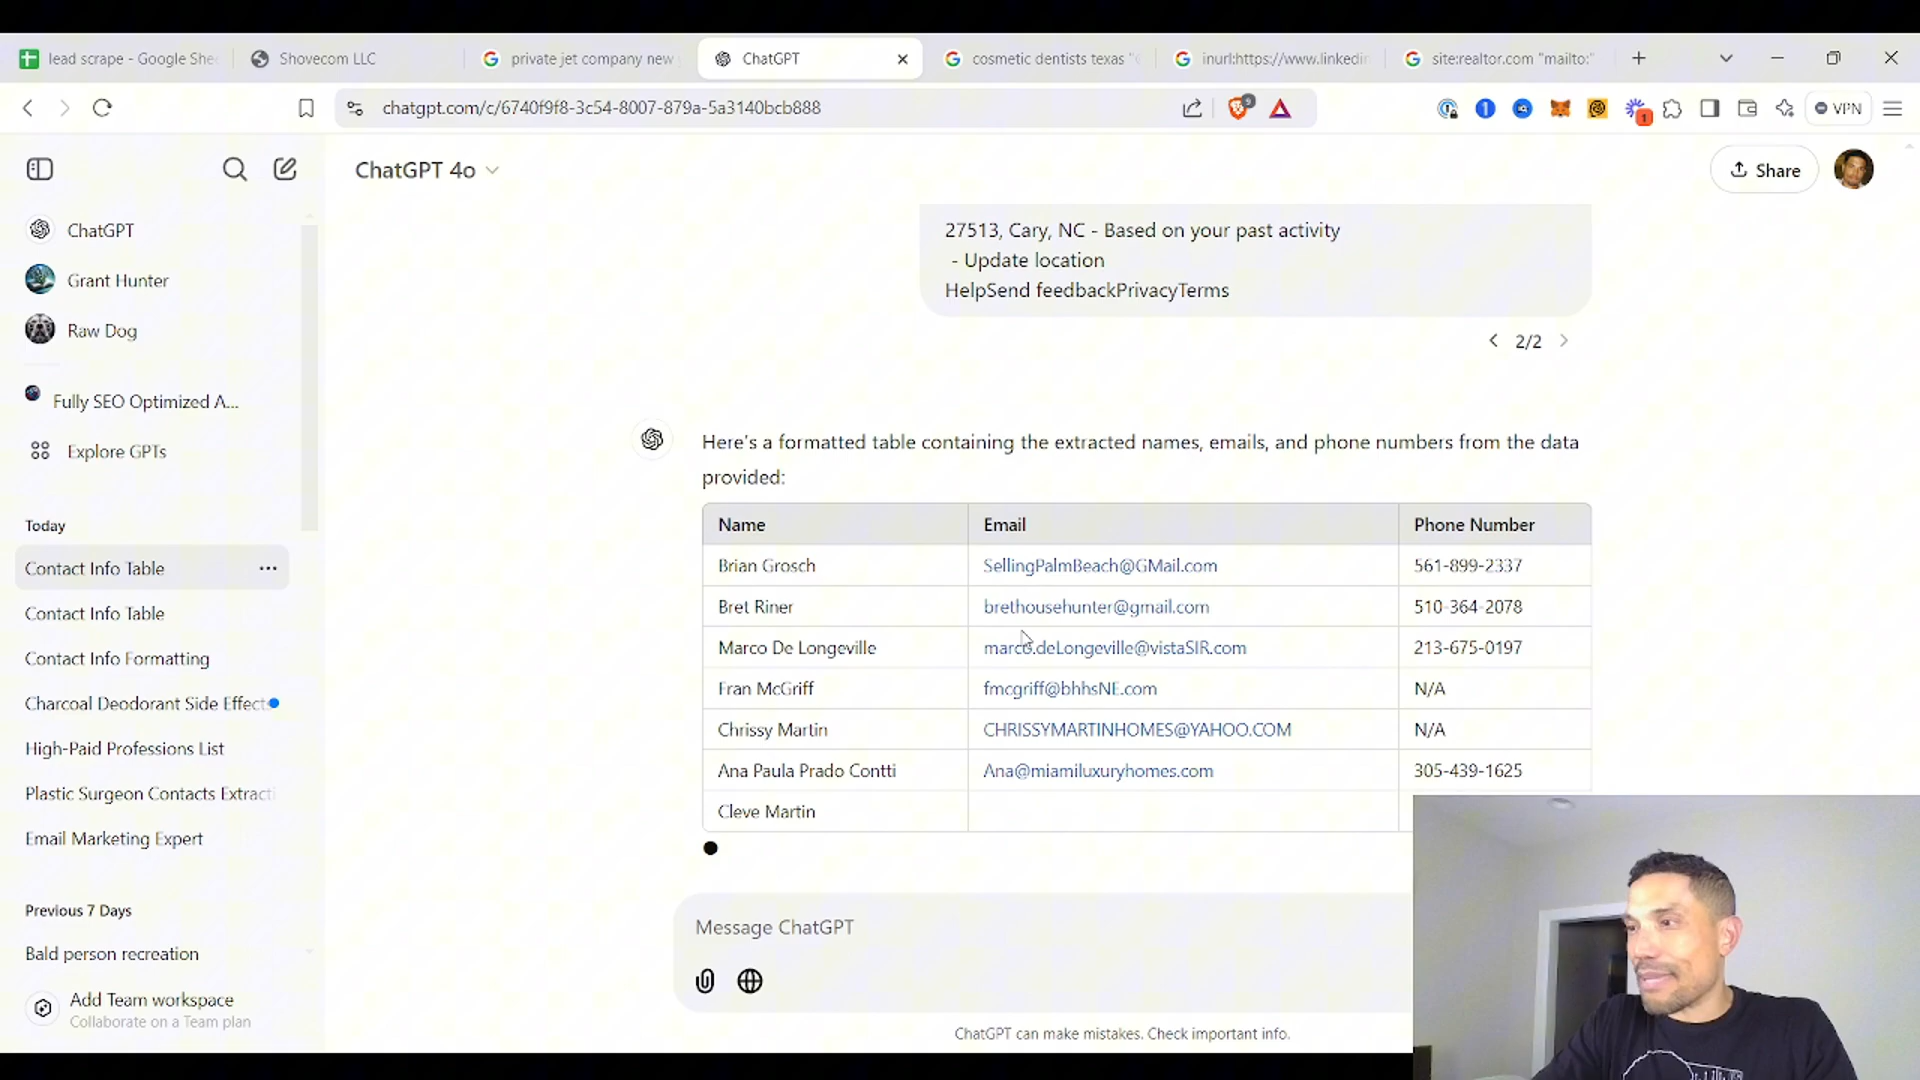 lead scrape - Google She
Shovecom LLC
private jet company new
ChatGPT
cosmetic dentists texas "
inurl:https://www.linkedin
site:realtor.com "mailto:"
chatgpt.com/c/6740f9f8-3c54-8007-879a-5a3140bcb888
9
1
1
VPN
ChatGPT 4o
Share
ChatGPT
Grant Hunter
Raw Dog
Fully SEO Optimized A...
Explore GPTs
Today
Contact Info Table
Contact Info Table
Contact Info Formatting
Charcoal Deodorant Side Effect
High-Paid Professions List
Plastic Surgeon Contacts Extracti
Email Marketing Expert
Previous 7 Days
Bald person recreation
Add Team workspace
Collaborate on a Team plan
27513, Cary, NC - Based on your past activity
- Update location
HelpSend feedbackPrivacyTerms
2/2
Here's a formatted table containing the extracted names, emails, and phone numbers from the data
provided:
Name Email Phone Number
Brian Grosch SellingPalmBeach@GMail.com 561-899-2337
Bret Riner brethousehunter@gmail.com 510-364-2078
Marco De Longeville marco.deLongeville@vistaSIR.com 213-675-0197
Fran McGriff fmcgriff@bhhsNE.com N/A
Chrissy Martin CHRISSYMARTINHOMES@YAHOO.COM N/A
Ana Paula Prado Contti Ana@miamiluxuryhomes.com 305-439-1625
Cleve Martin
Message ChatGPT
ChatGPT can make mistakes. Check important info.